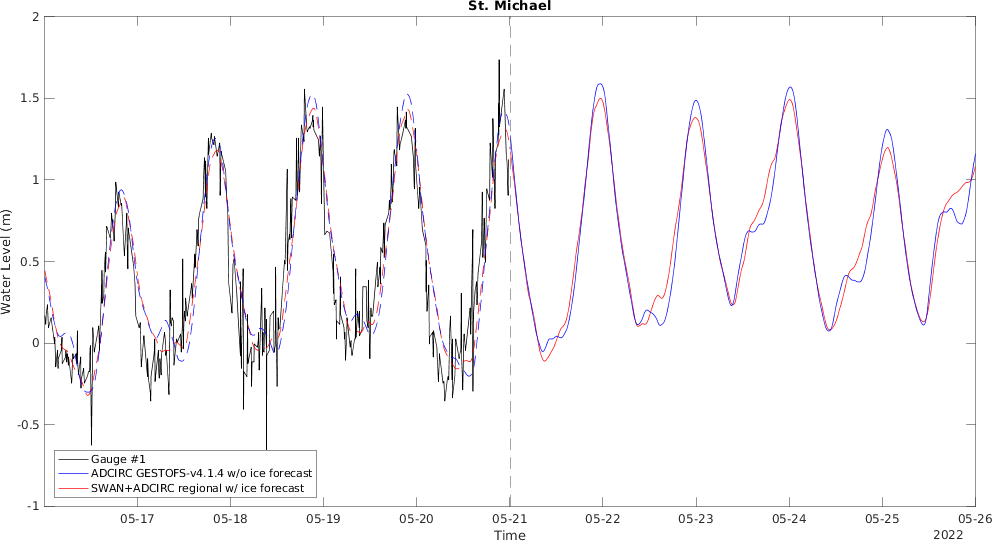 St. Michael
2
1.5
1
0.5
0
-0.5
-1
Water Level (m)
Gauge #1
ADCIRC GESTOFS-v4.1.4 w/o ice forecast
SWAN+ADCIRC regional w/ ice forecast
05-17 05-18 05-19 05-20 05-21 05-22 05-23 05-24 05-25 05-26
Time
2022